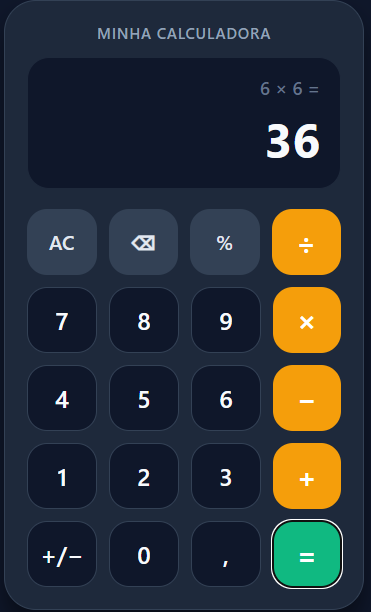 MINHA CALCULADORA
6 × 6 =
36
AC ⌫ % ÷
7 8 9 ×
4 5 6 −
1 2 3 +
+/− 0 , =